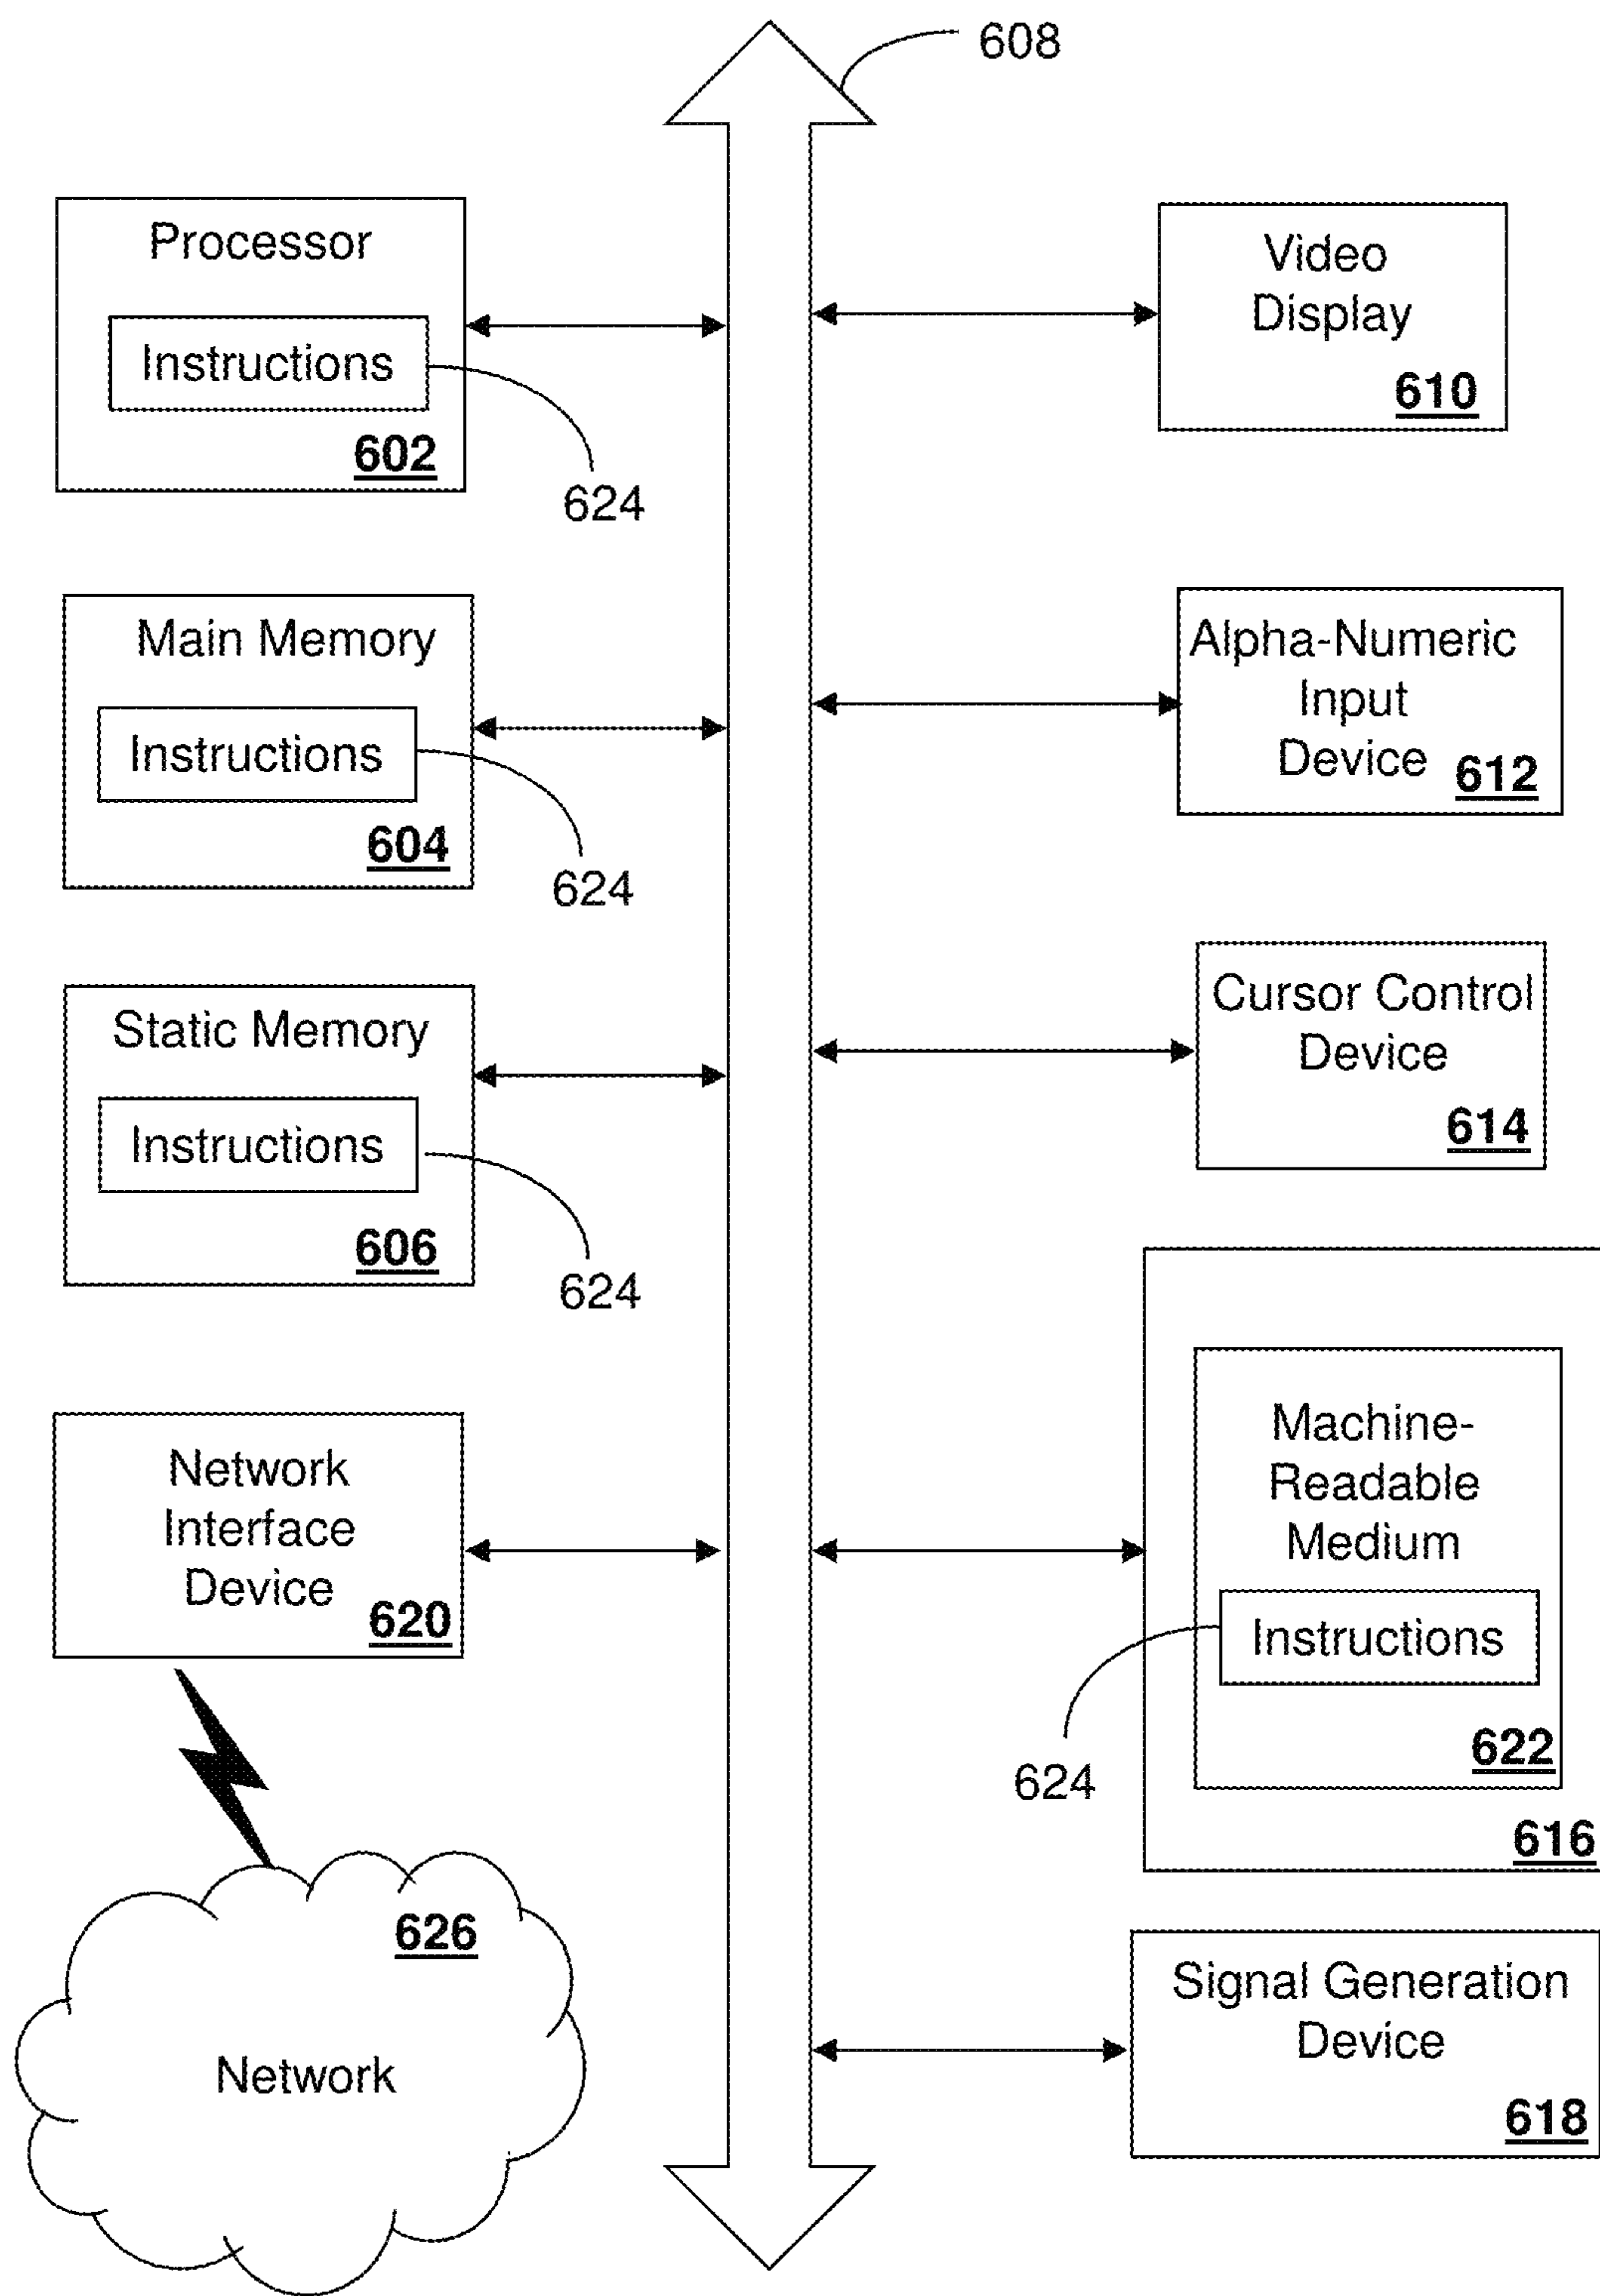 608
Processor
Instructions
602
624
Main Memory
Instructions
604
624
Static Memory
Instructions
606
624
Network
Interface
Device
620
626
Network
Video
Display
610
Alpha-Numeric
Input
Device
612
Cursor Control
Device
614
Machine-
Readable
Medium
Instructions
624
622
616
Signal Generation
Device
618